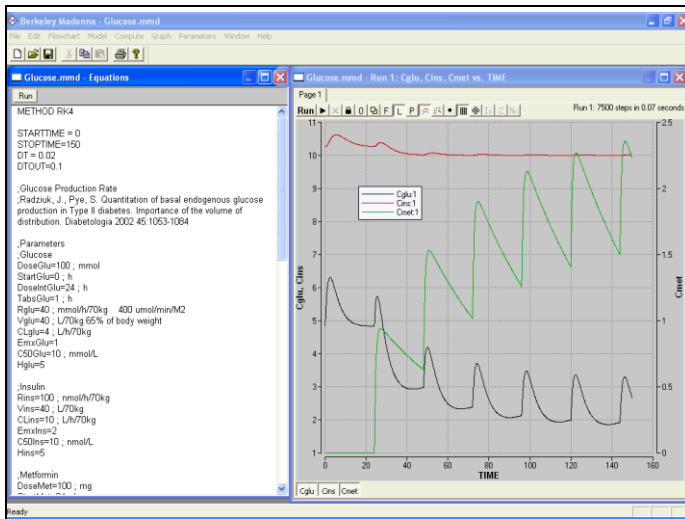 Berkeley Madonna - Glucose.mmd
File Edit Flowchart Model Compute Graph Parameters Window Help
Glucose.mmd - Equations
Run
METHOD RK4
STARTTIME = 0
STOPTIME=150
DT = 0.02
DTOUT=0.1
;Glucose Production Rate
;Radziuk, J., Pye, S. Quantitation of basal endogenous glucose
production in Type II diabetes. Importance of the volume of
distribution. Diabetologia 2002 45:1053-1084
;Parameters
;Glucose
DoseGlu=100 ; mmol
StartGlu=0 ; h
DoseIntGlu=24 ; h
TabsGlu=1 ; h
Rglu=40 ; mmol/h/70kg 400 umol/min/M2
Vglu=40 ; L/70kg 65% of body weight
CLglu=4 ; L/h/70kg
EmxGlu=1
C50Glu=10 ; mmol/L
Hglu=5
;Insulin
Rins=100 ; nmol/h/70kg
Vins=40 ; L/70kg
CLins=10 ; L/h/70kg
EmxIns=2
C50Ins=10 ; nmol/L
Hins=5
;Metformin
DoseMet=100 ; mg
Glucose.mmd - Run 1: Cglu, Cins, Cmet vs. TIME
Page 1
Run F L P
Run 1: 7500 steps in 0.07 seconds
11
10
9
8
7
6
5
4
3
2
1
Cglu, Cins
Cglu:1
Cins:1
Cmet:1
2.5
2
1.5
1
0.5
0
Cmet
0 20 40 60 80 100 120 140 160
TIME
Cglu Cins Cmet
Ready